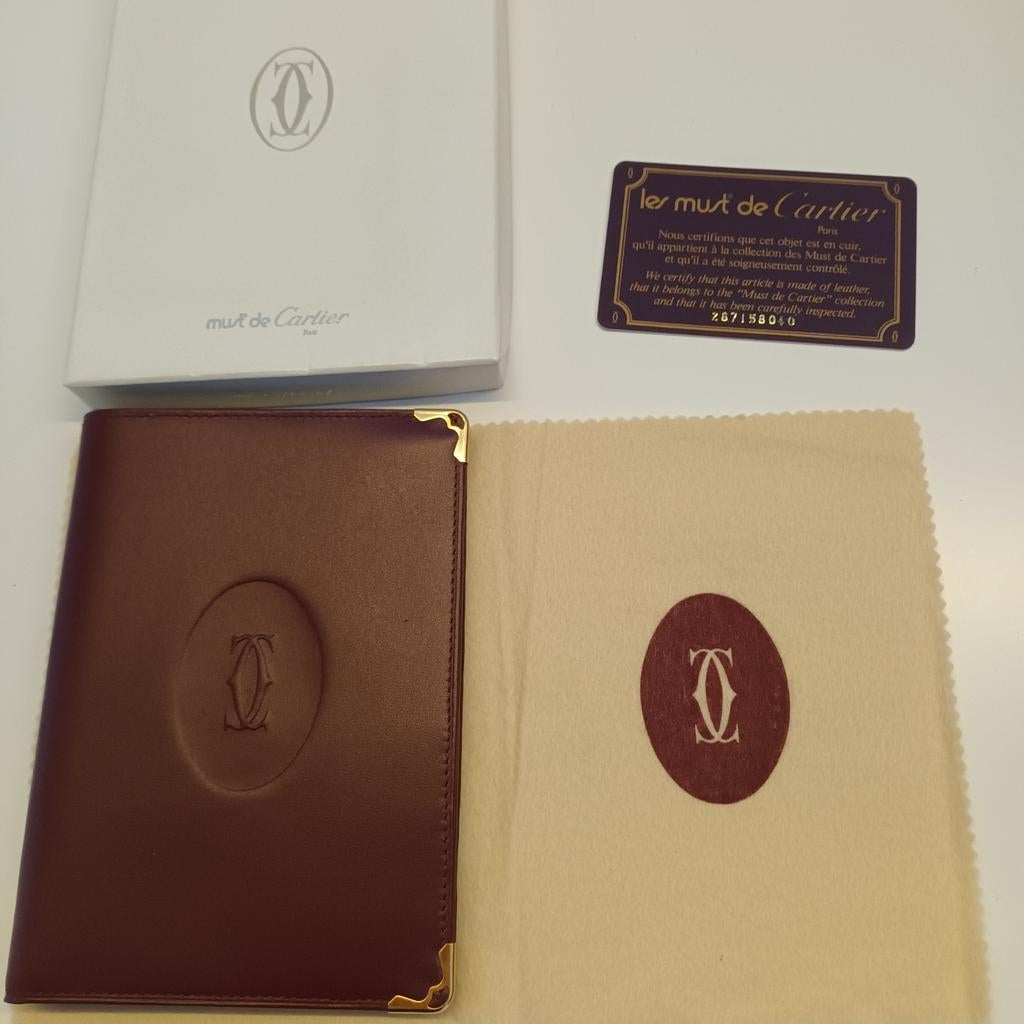 must de Cartier
Paris
les must de Cartier
Paris
Nous certifions que cet objet est en cuir,
qu'il appartient à la collection des Must de Cartier
et qu'il a été soigneusement contrôlé.
We certify that this article is made of leather,
that it belongs to the "Must de Cartier" collection
and that it has been carefully inspected.